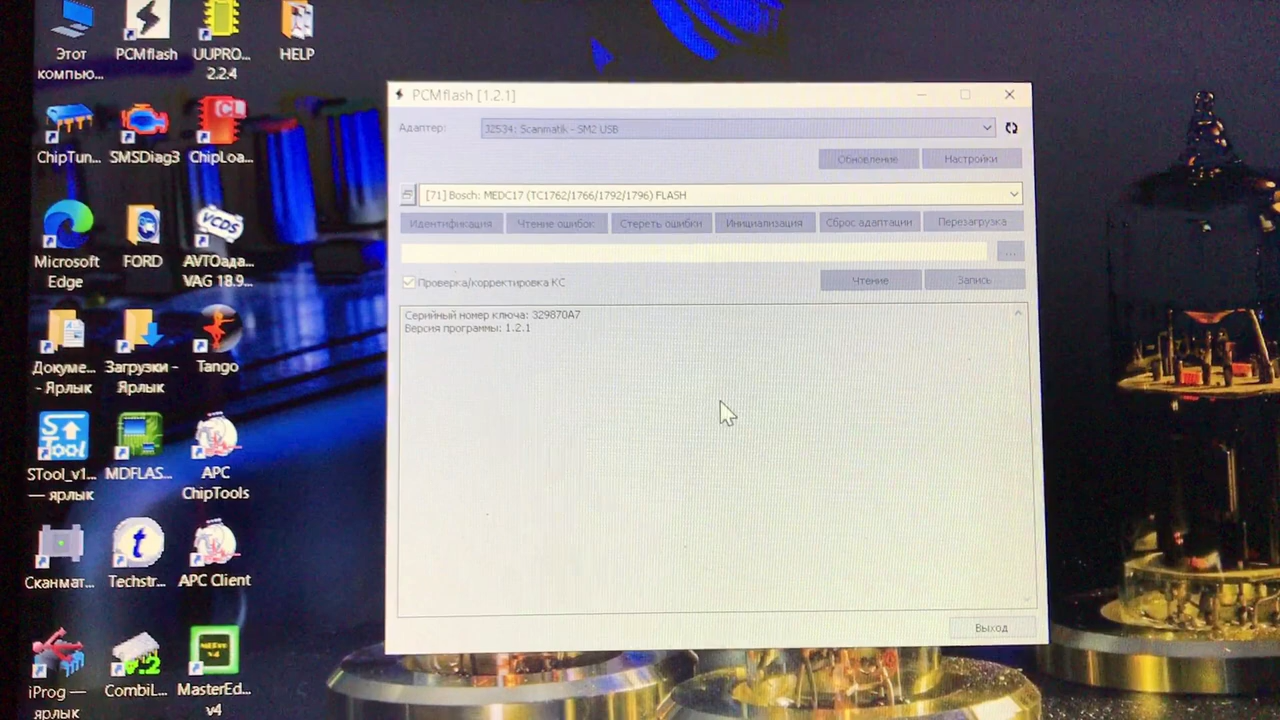 Этот
компью...
PCMflash
UUPRO...
2.2.4
HELP
ChipTun...
SMSDiag3
CL
ChipLoa...
Microsoft
Edge
FORD
VCDS
AVTOада...
VAG 18.9...
Докуме...
- Ярлык
Загрузки -
Ярлык
Tango
S
Tool
STool_v1...
— ярлык
MDFLAS...
APC
ChipTools
Сканмат...
t
Techstr...
APC Client
iProg —
ярлык
CombiL...
v4
MasterEd...
v4
PCMflash [1.2.1]
Адаптер:
32534: Scanmatik - SM2 USB
Обновление
Настройки
[71] Bosch: MEDC17 (TC1762/1766/1792/1796) FLASH
Идентификация
Чтение ошибок
Стереть ошибки
Инициализация
Сброс адаптации
Перезагрузка
...
Проверка/корректировка КС
Чтение
Запись
Серийный номер ключа: 329870A7
Версия программы: 1.2.1
Выход